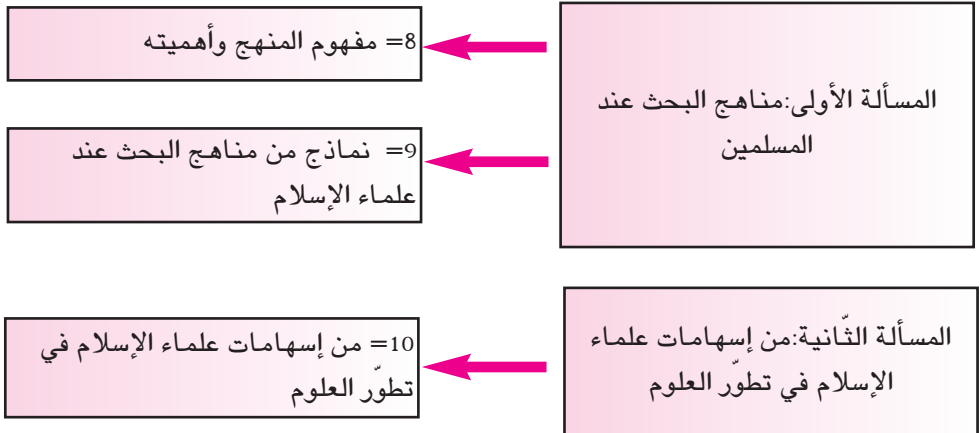 المسألة الأولى:مناهج البحث عند
المسلمين
8= مفهوم المنهج وأهميته
9= نماذج من مناهج البحث عند
علماء الإسلام
المسألة الثّانية:من إسهامات علماء
الإسلام في تطوّر العلوم
10= من إسهامات علماء الإسلام في
تطوّر العلوم